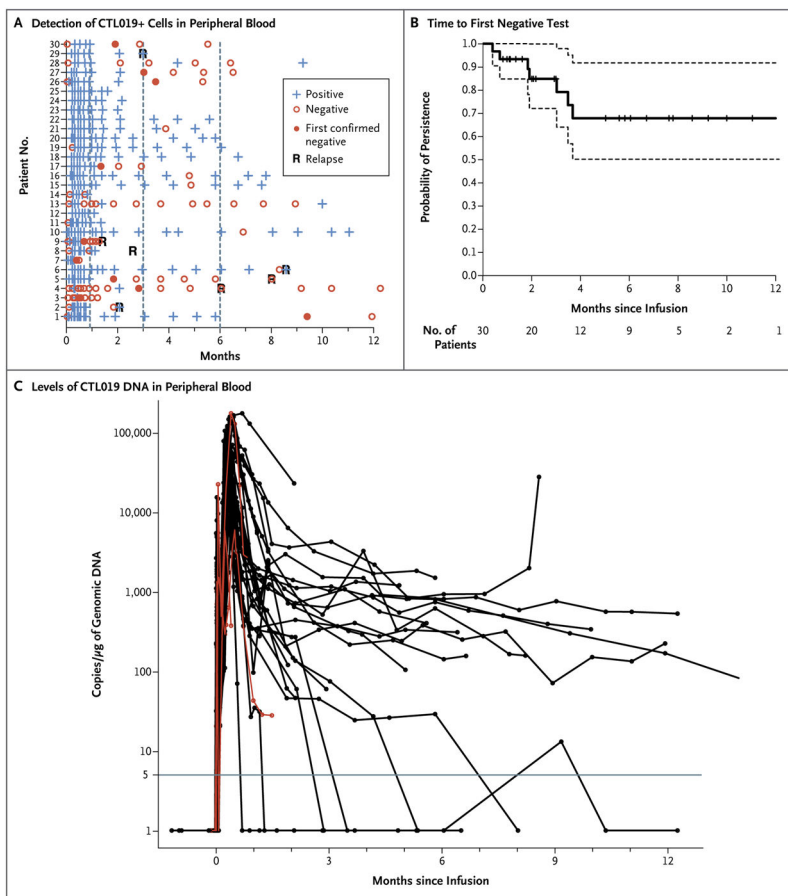 A Detection of CTL019+ Cells in Peripheral Blood
Patient No.
30
29
28
27
26
25
24
23
22
21
20
19
18
17
16
15
14
13
12
11
10
9
8
7
6
5
4
3
2
1
R
R
R
R
R
R
R
Positive
Negative
First confirmed
negative
R Relapse
0 2 4 6 8 10 12
Months
B Time to First Negative Test
Probability of Persistence
1.0
0.9
0.8
0.7
0.6
0.5
0.4
0.3
0.2
0.1
0.0
0 2 4 6 8 10 12
Months since Infusion
No. of
Patients
30 20 12 9 5 2 1
C Levels of CTL019 DNA in Peripheral Blood
Copies/µg of Genomic DNA
100,000
10,000
1,000
100
10
5
1
0 3 6 9 12
Months since Infusion